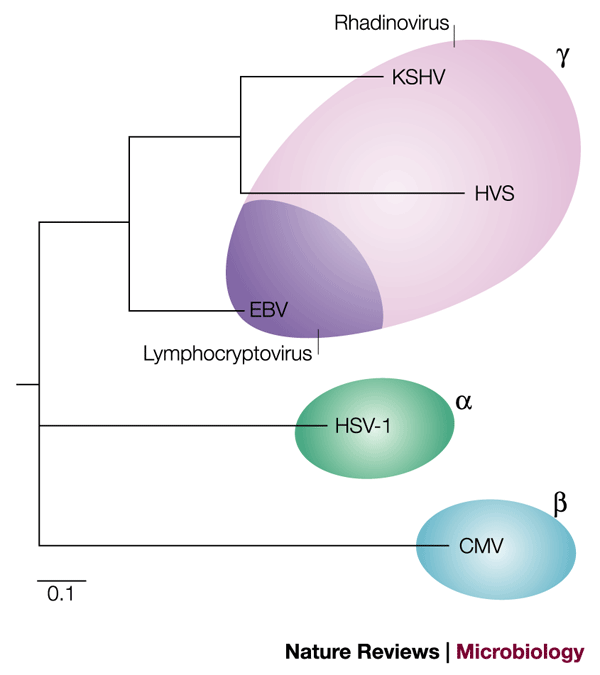 Rhadinovirus
γ
KSHV
HVS
EBV
Lymphocryptovirus
α
HSV-1
β
CMV
0.1
Nature Reviews | Microbiology